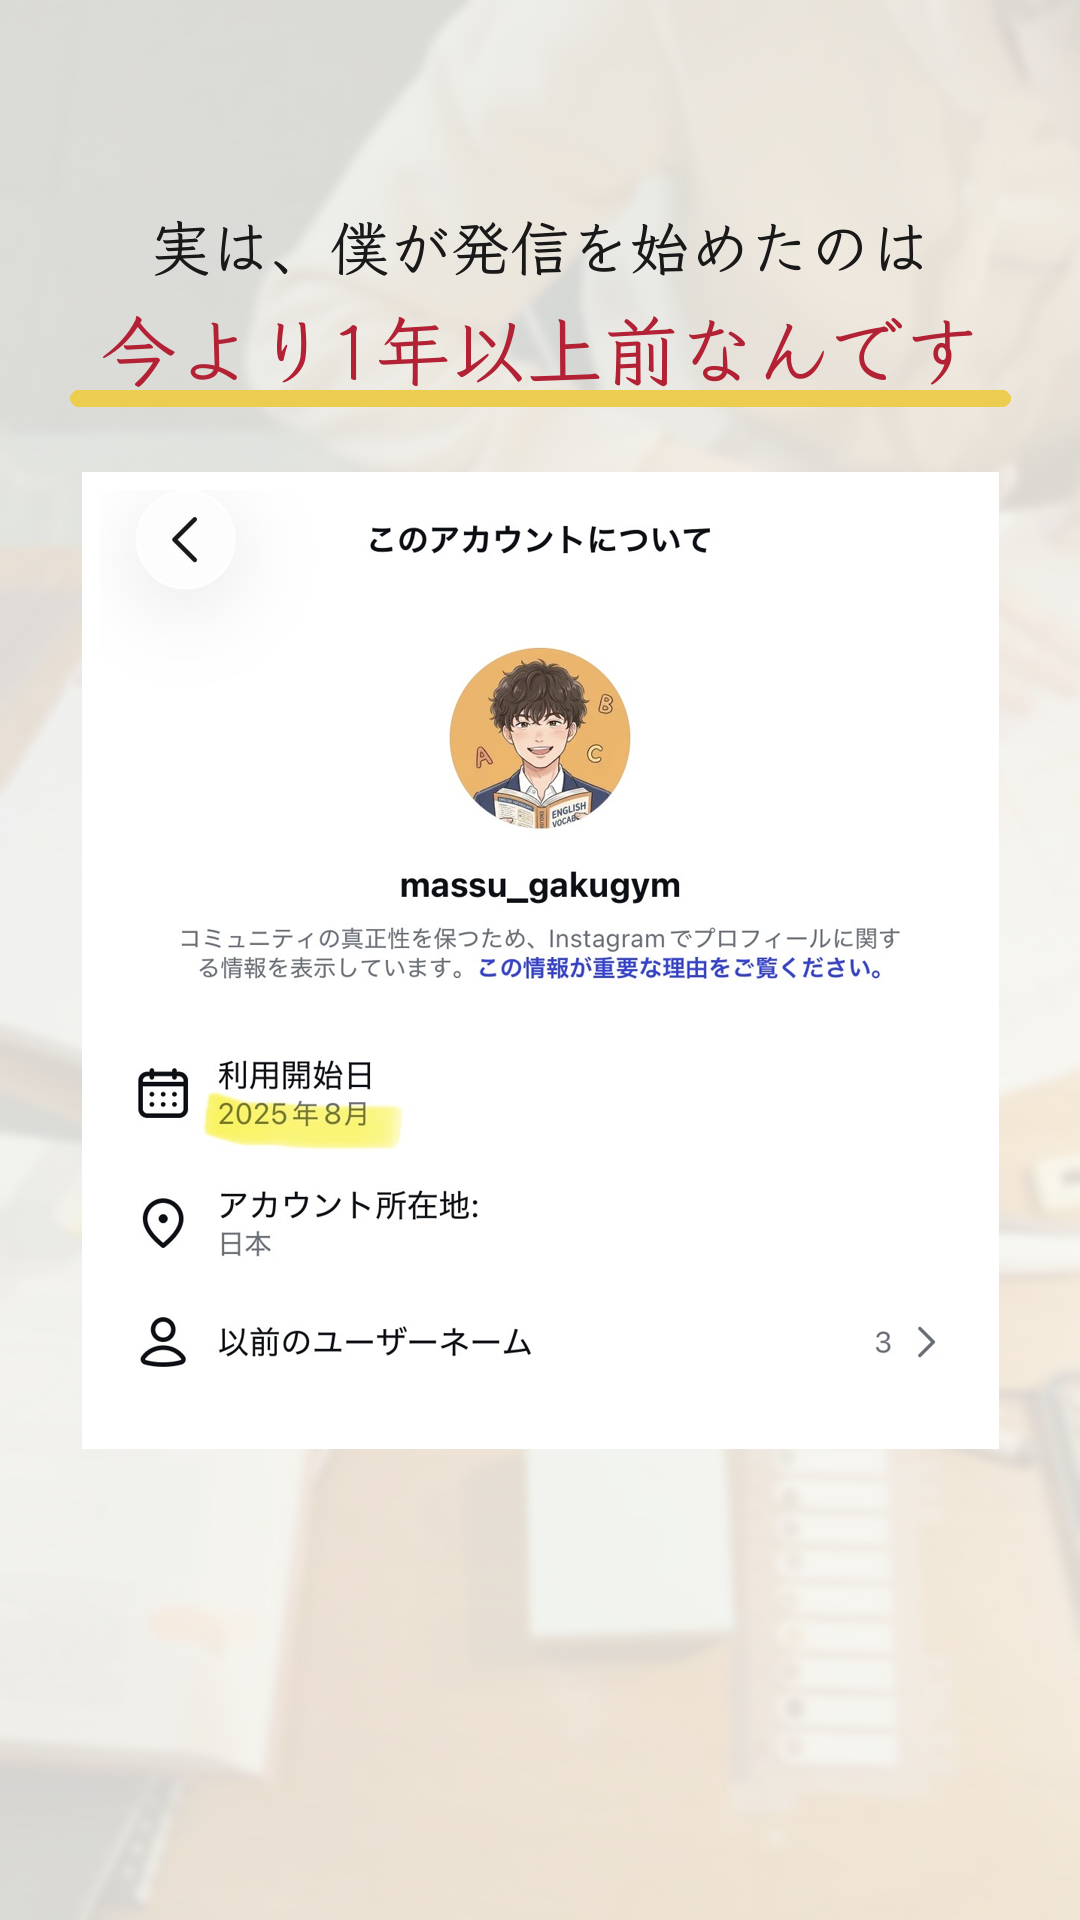 実は、僕が発信を始めたのは
今より1年以上前なんです
このアカウントについて
A
B
C
ENGLISH
VOCAB
massu_gakugym
コミュニティの真正性を保つため、Instagramでプロフィールに関す
る情報を表示しています。この情報が重要な理由をご覧ください。
利用開始日
2025年8月
アカウント所在地:
日本
以前のユーザーネーム
3